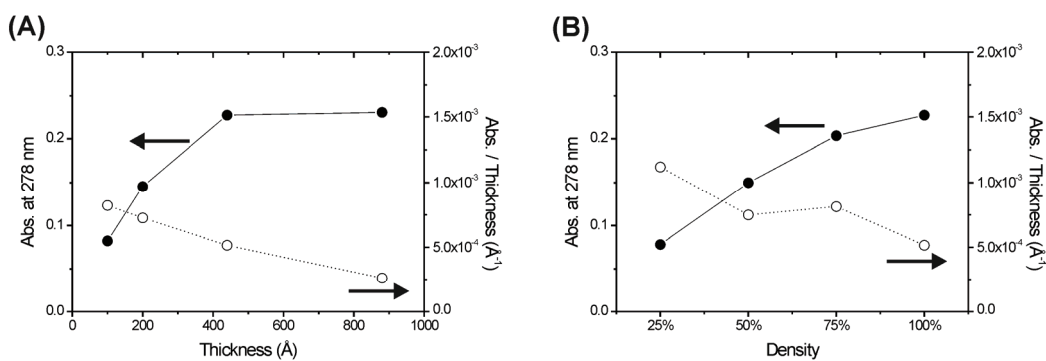 (A)
Abs. at 278 nm
0.3
0.2
0.1
0.0
0
200
400
600
800
1000
Thickness (Å)
2.0x10⁻³
1.5x10⁻³
1.0x10⁻³
5.0x10⁻⁴
0.0
Abs. / Thickness (Å⁻¹)
(B)
Abs. at 278 nm
0.3
0.2
0.1
0.0
25%
50%
75%
100%
Density
2.0x10⁻³
1.5x10⁻³
1.0x10⁻³
5.0x10⁻⁴
0.0
Abs. / Thickness (Å⁻¹)